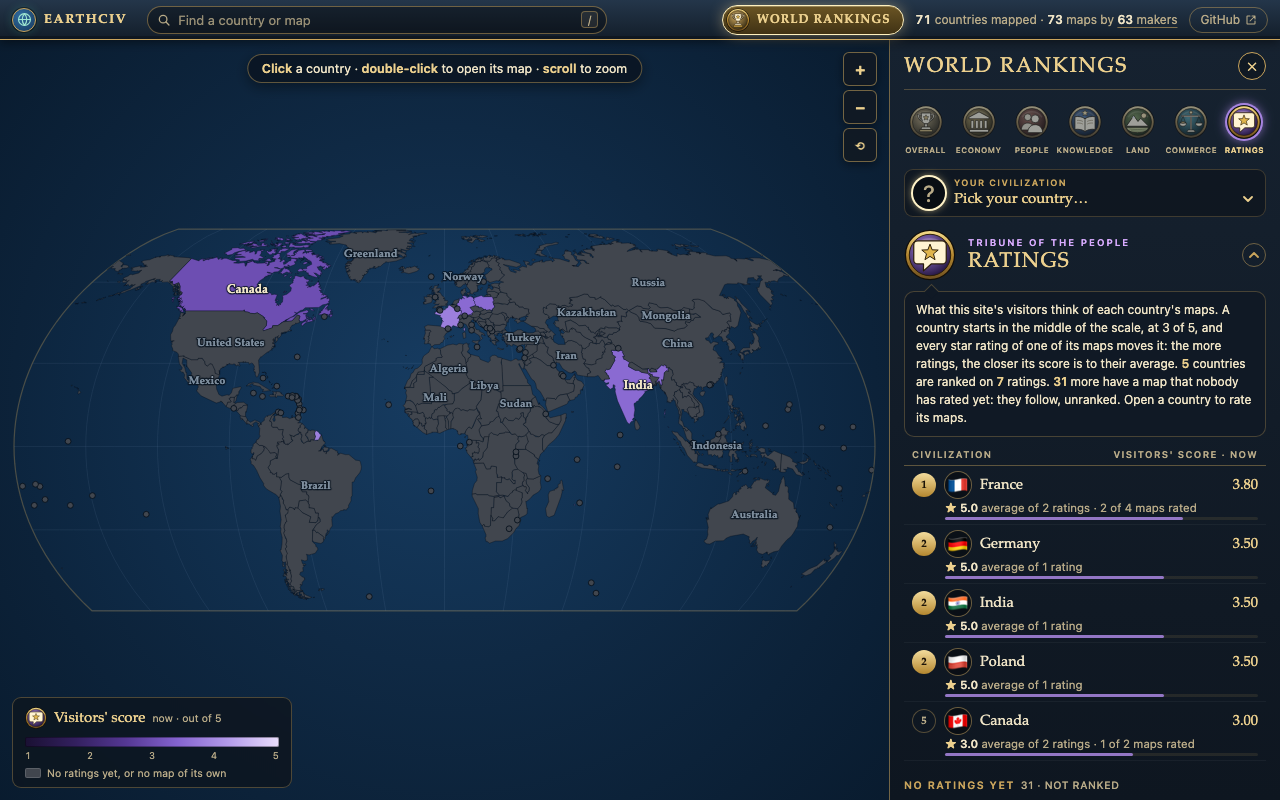 EARTHCIV
Find a country or map
/
WORLD RANKINGS
71 countries mapped · 73 maps by 63 makers
GitHub
Click a country · double-click to open its map · scroll to zoom
+
−
Greenland
Canada
Norway
Russia
Kazakhstan
Mongolia
United States
Turkey
China
Iran
Algeria
Mexico
Libya
India
Mali
Sudan
Indonesia
Brazil
Australia
Visitors' score now · out of 5
1 2 3 4 5
No ratings yet, or no map of its own
WORLD RANKINGS
OVERALL ECONOMY PEOPLE KNOWLEDGE LAND COMMERCE RATINGS
?
YOUR CIVILIZATION
Pick your country…
TRIBUNE OF THE PEOPLE
RATINGS
What this site's visitors think of each country's maps. A
country starts in the middle of the scale, at 3 of 5, and
every star rating of one of its maps moves it: the more
ratings, the closer its score is to their average. 5 countries
are ranked on 7 ratings. 31 more have a map that nobody
has rated yet: they follow, unranked. Open a country to rate
its maps.
CIVILIZATION VISITORS' SCORE · NOW
1 France 3.80
★ 5.0 average of 2 ratings · 2 of 4 maps rated
2 Germany 3.50
★ 5.0 average of 1 rating
2 India 3.50
★ 5.0 average of 1 rating
2 Poland 3.50
★ 5.0 average of 1 rating
5 Canada 3.00
★ 3.0 average of 2 ratings · 1 of 2 maps rated
NO RATINGS YET 31 · NOT RANKED